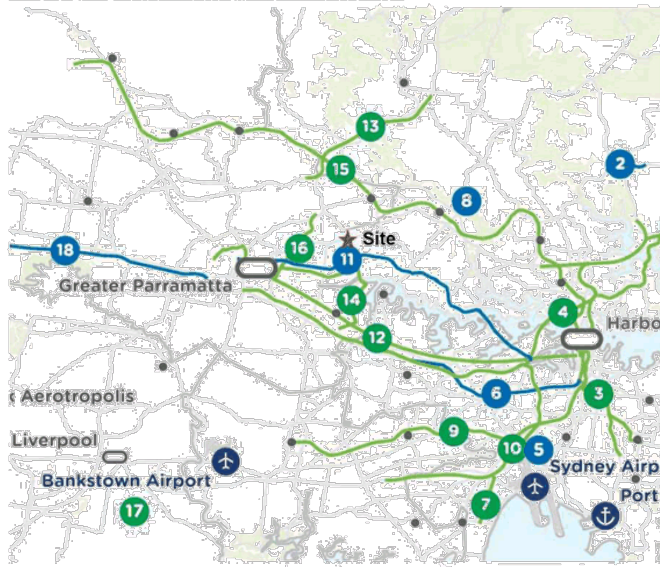 13
15
2
8
18
16
Site
11
Greater Parramatta
14
4
Harbo
12
Aerotropolis
6
3
Liverpool
9
10
5
Bankstown Airport
Sydney Airp
Port
7
17